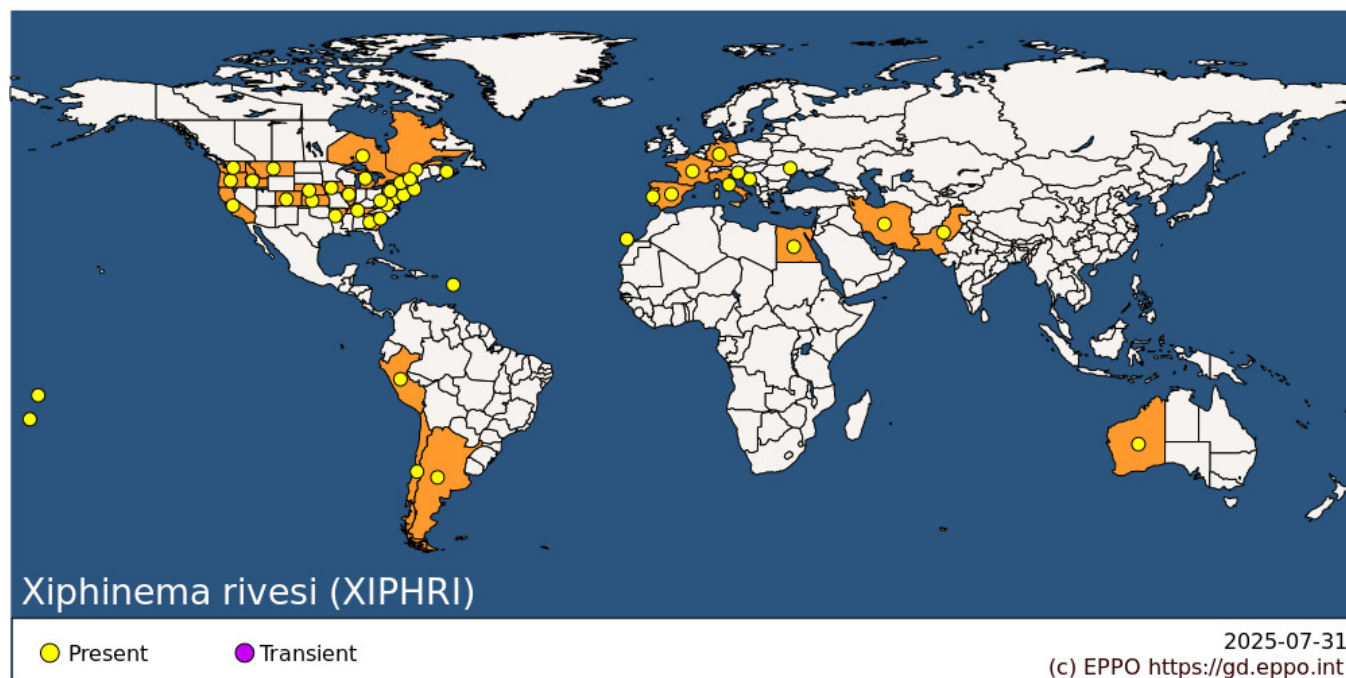 Xiphinema rivesi (XIPHRI)
Present
Transient
2025-07-31
(c) EPPO https://gd.eppo.int